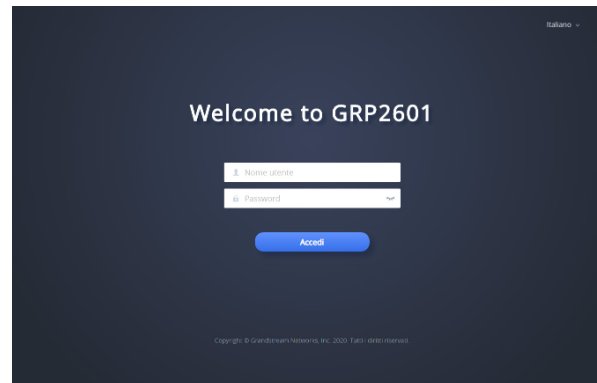 Italiano
Welcome to GRP2601
Nome utente
Password
Accedi
Copyright © Grandstream Networks, Inc. 2020. Tutti i diritti riservati.